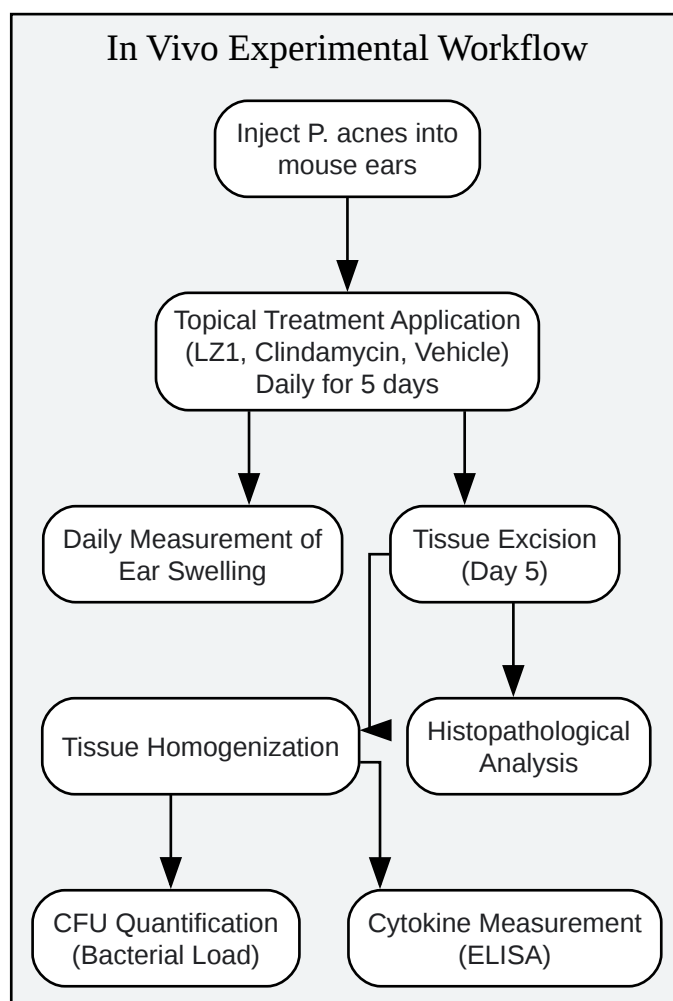 In Vivo Experimental Workflow
Inject P. acnes into
mouse ears
Topical Treatment Application
(LZ1, Clindamycin, Vehicle)
Daily for 5 days
Daily Measurement of
Ear Swelling
Tissue Excision
(Day 5)
Tissue Homogenization
Histopathological
Analysis
CFU Quantification
(Bacterial Load)
Cytokine Measurement
(ELISA)